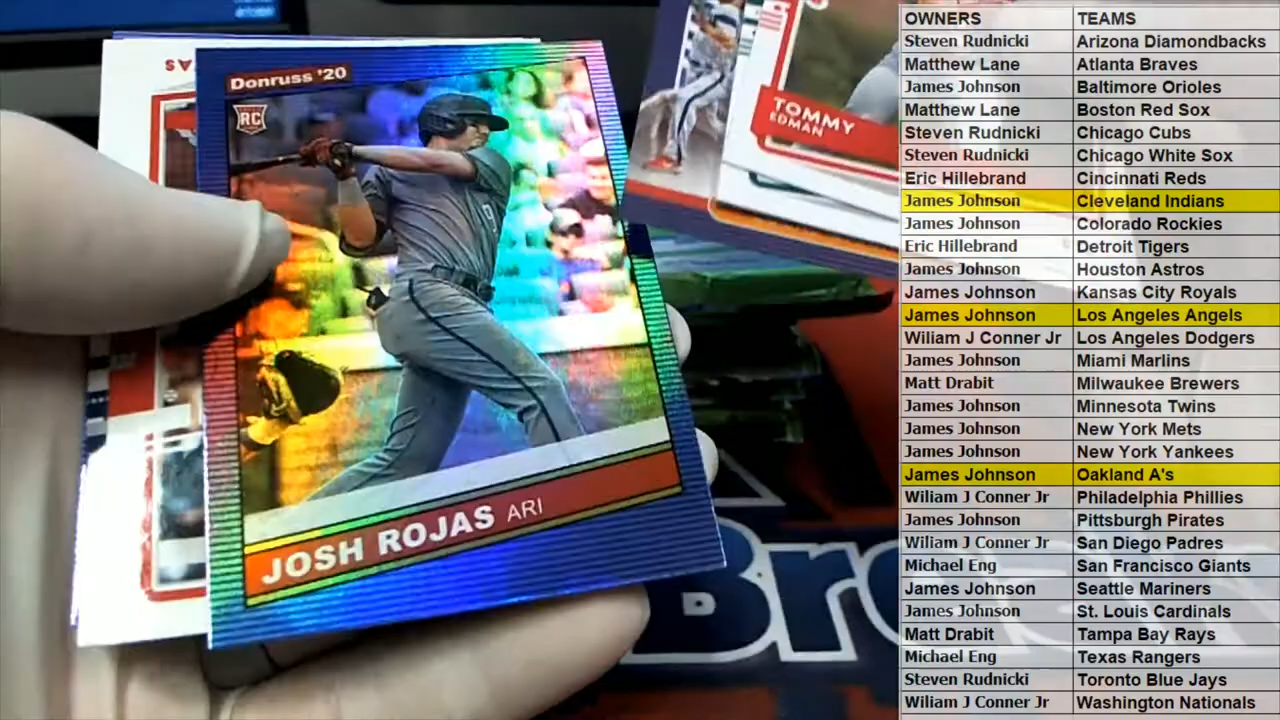 Donruss '20
RC
JOSH ROJAS ARI
TOMMY
EDMAN
AS
9
Br
OWNERS TEAMS
Steven Rudnicki Arizona Diamondbacks
Matthew Lane Atlanta Braves
James Johnson Baltimore Orioles
Matthew Lane Boston Red Sox
Steven Rudnicki Chicago Cubs
Steven Rudnicki Chicago White Sox
Eric Hillebrand Cincinnati Reds
James Johnson Cleveland Indians
James Johnson Colorado Rockies
Eric Hillebrand Detroit Tigers
James Johnson Houston Astros
James Johnson Kansas City Royals
James Johnson Los Angeles Angels
Wiliam J Conner Jr Los Angeles Dodgers
James Johnson Miami Marlins
Matt Drabit Milwaukee Brewers
James Johnson Minnesota Twins
James Johnson New York Mets
James Johnson New York Yankees
James Johnson Oakland A's
Wiliam J Conner Jr Philadelphia Phillies
James Johnson Pittsburgh Pirates
Wiliam J Conner Jr San Diego Padres
Michael Eng San Francisco Giants
James Johnson Seattle Mariners
James Johnson St. Louis Cardinals
Matt Drabit Tampa Bay Rays
Michael Eng Texas Rangers
Steven Rudnicki Toronto Blue Jays
Wiliam J Conner Jr Washington Nationals